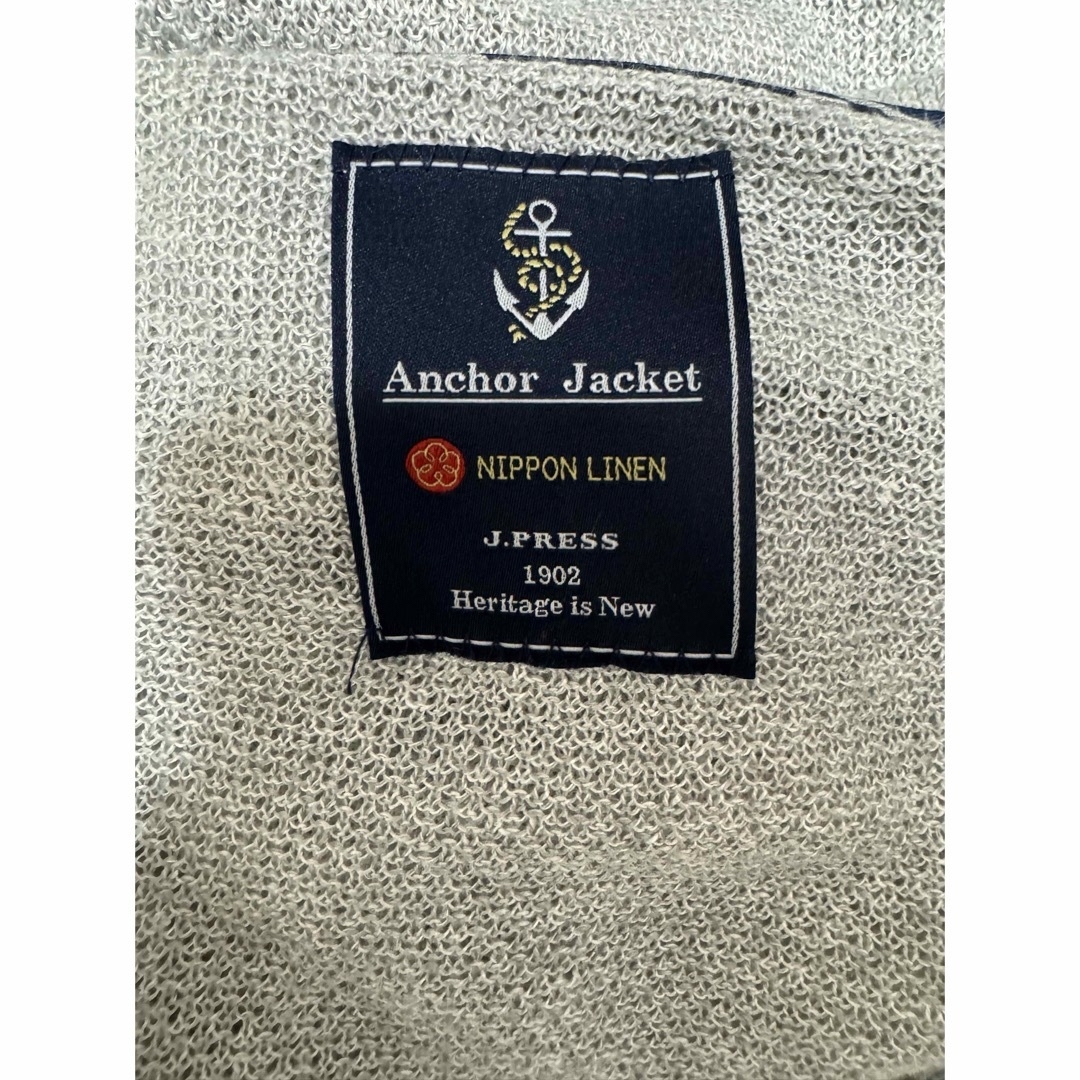 Anchor Jacket
NIPPON LINEN
J.PRESS
1902
Heritage is New